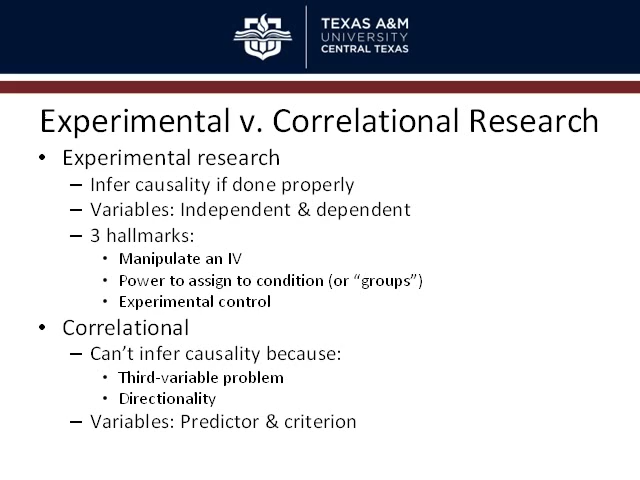 TEXAS A&M
UNIVERSITY
CENTRAL TEXAS
Experimental v. Correlational Research
• Experimental research
– Infer causality if done properly
– Variables: Independent & dependent
– 3 hallmarks:
• Manipulate an IV
• Power to assign to condition (or “groups”)
• Experimental control
• Correlational
– Can’t infer causality because:
• Third-variable problem
• Directionality
– Variables: Predictor & criterion